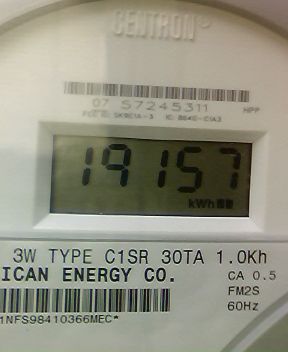 CENTRON
07 57245311 HPP
19157
kWh
3W TYPE C1SR 30TA 1.0Kh
ICAN ENERGY CO. CA 0.5
FM2S
60Hz
1NFS98410366MEC*